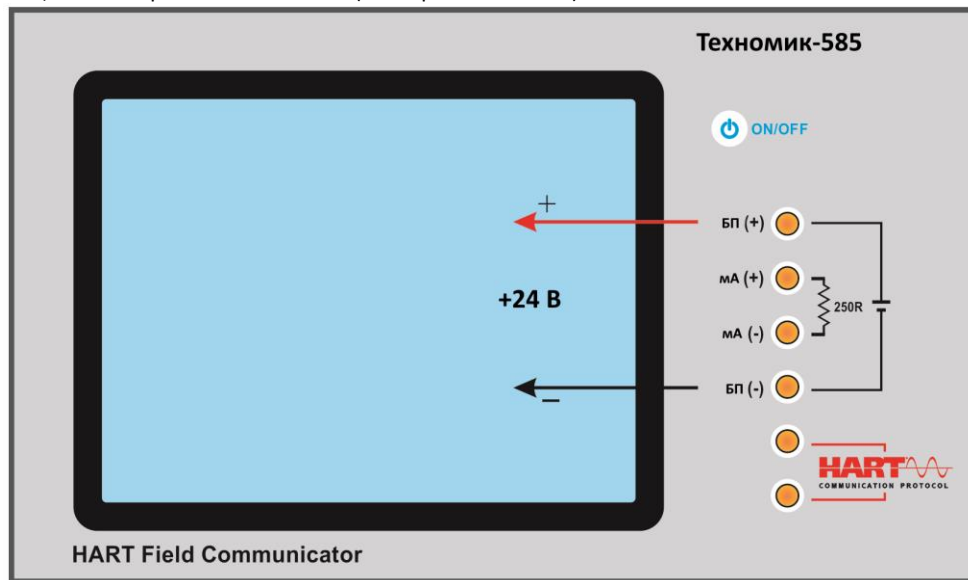 Техномик-585
ON/OFF
+
БП (+)
мА (+)
+24 В
250R
мА (-)
БП (-)
–
HART
COMMUNICATION PROTOCOL
HART Field Communicator